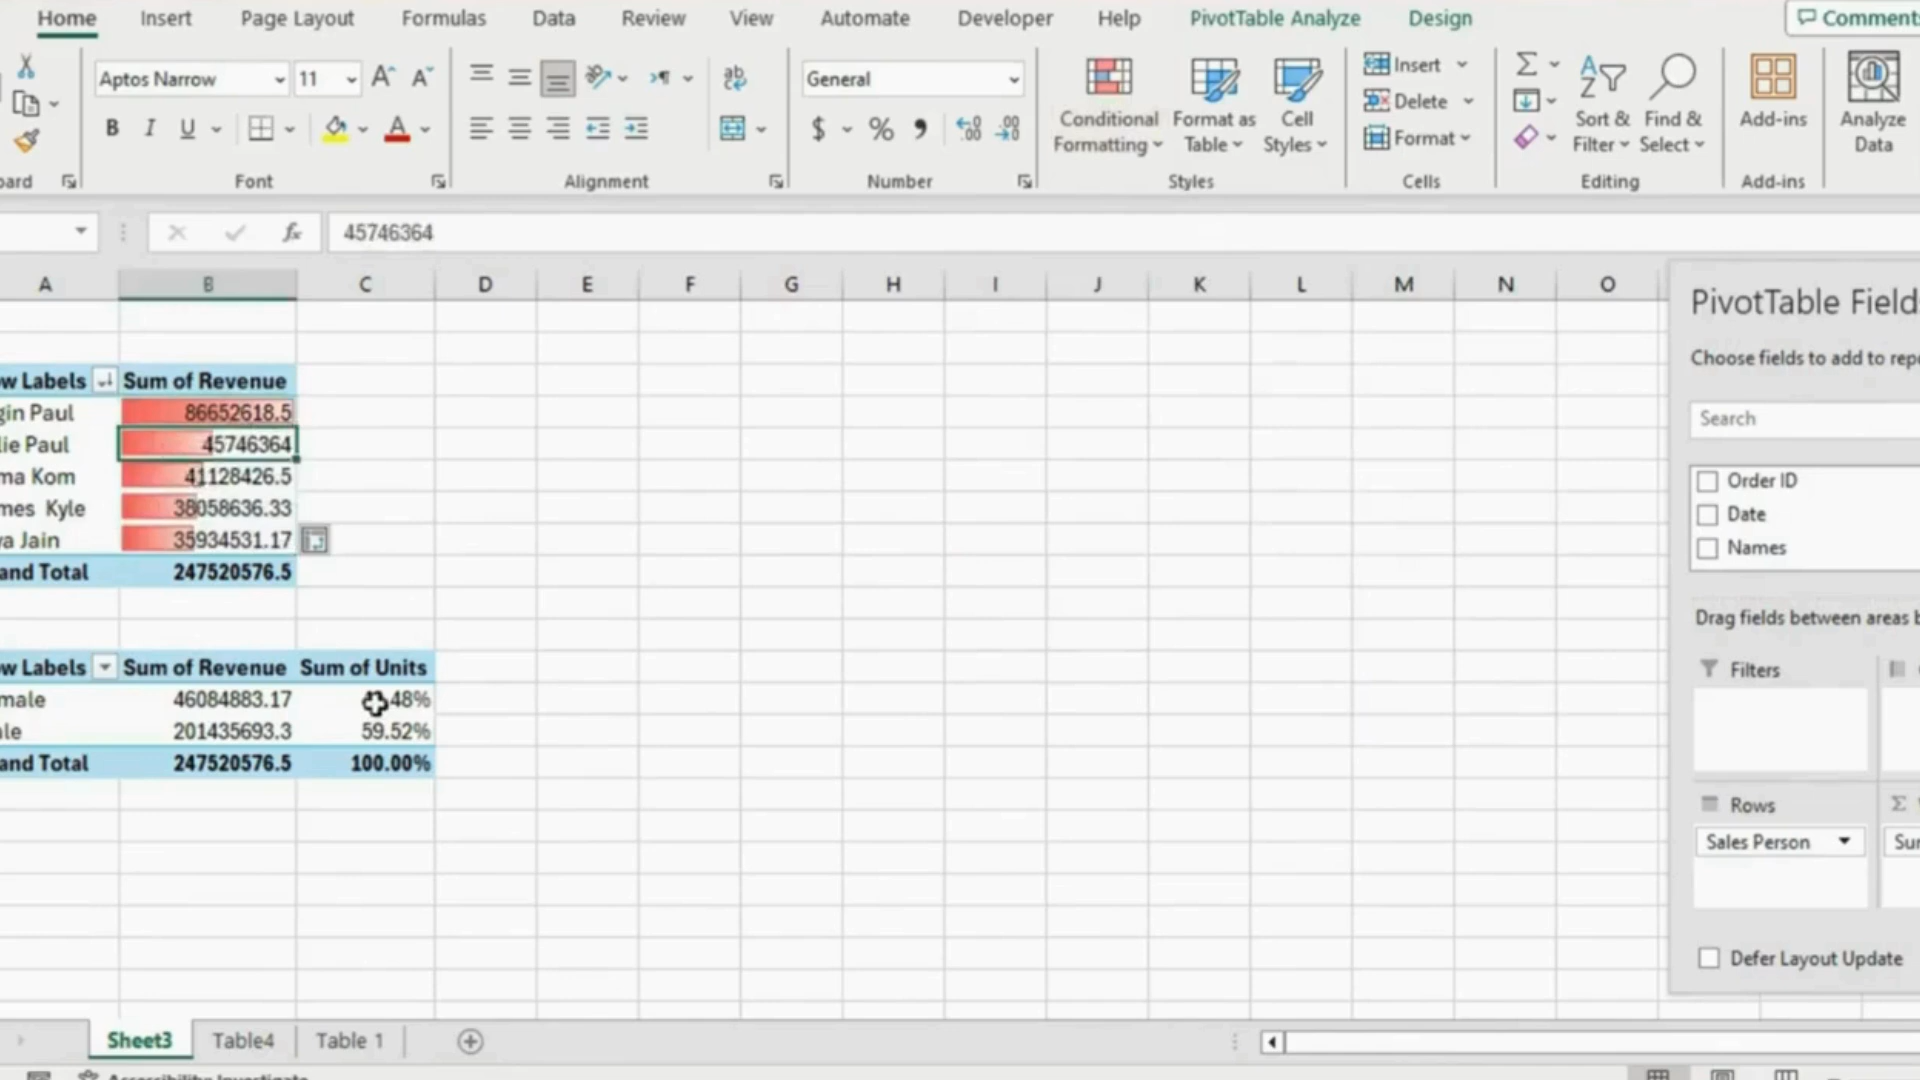 Home Insert Page Layout Formulas Data Review View Automate Developer Help PivotTable Analyze Design Comment
Aptos Narrow 11 General Insert
Delete
Conditional Formatting Format as Table Cell Styles Format Sort & Filter Find & Select Add-ins Analyze Data
B I U $ %
oard Font Alignment Number Styles Cells Editing Add-ins
fx 45746364
A B C D E F G H I J K L M N O
PivotTable Field
Choose fields to add to repo
Search
Order ID
Date
Names
Drag fields between areas b
Filters
Rows
Sales Person
Sur
Defer Layout Update
w Labels Sum of Revenue
gin Paul 86652618.5
lie Paul 45746364
ma Kom 41128426.5
mes Kyle 38058636.33
a Jain 35934531.17
and Total 247520576.5
w Labels Sum of Revenue Sum of Units
male 46084883.17 48%
le 201435693.3 59.52%
and Total 247520576.5 100.00%
Sheet3 Table4 Table 1